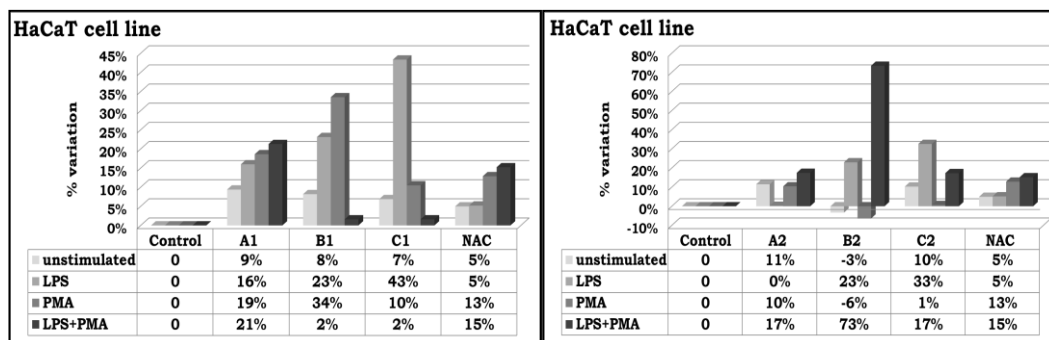 HaCaT cell line
% variation
45%
40%
35%
30%
25%
20%
15%
10%
5%
0%
Control A1 B1 C1 NAC
unstimulated 0 9% 8% 7% 5%
LPS 0 16% 23% 43% 5%
PMA 0 19% 34% 10% 13%
LPS+PMA 0 21% 2% 2% 15%
HaCaT cell line
% variation
80%
70%
60%
50%
40%
30%
20%
10%
0%
-10%
Control A2 B2 C2 NAC
unstimulated 0 11% -3% 10% 5%
LPS 0 0% 23% 33% 5%
PMA 0 10% -6% 1% 13%
LPS+PMA 0 17% 73% 17% 15%